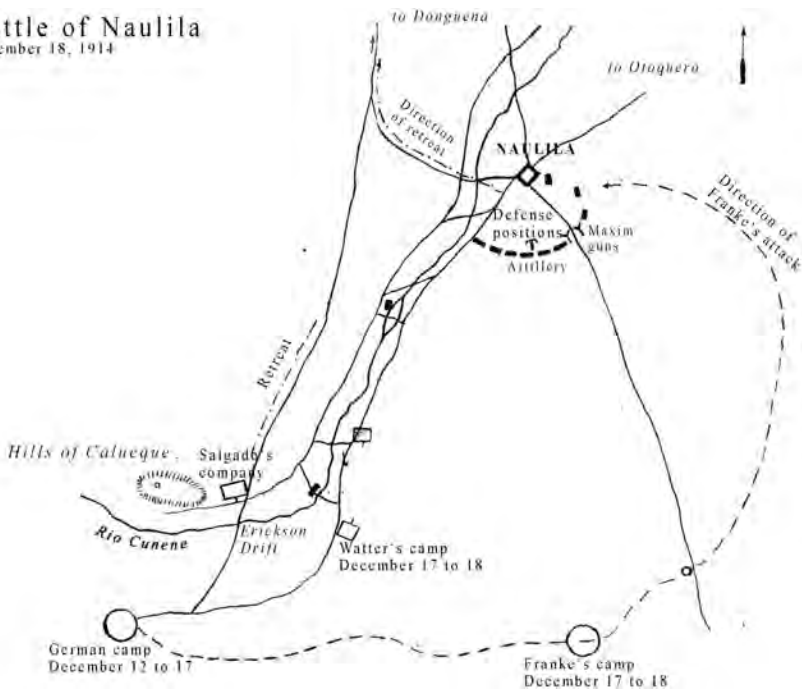 ttle of Naulila
ember 18, 1914
to Donguena
to Otoquero
Direction
of retreat
NAULILA
Direction of
Franke's attack
Defense
positions
Maxim
guns
Artillery
Retreat
Hills of Calueque
Salgado's
company
Rio Cunene
Erickson
Drift
Watter's camp
December 17 to 18
German camp
December 12 to 17
Franke's camp
December 17 to 18